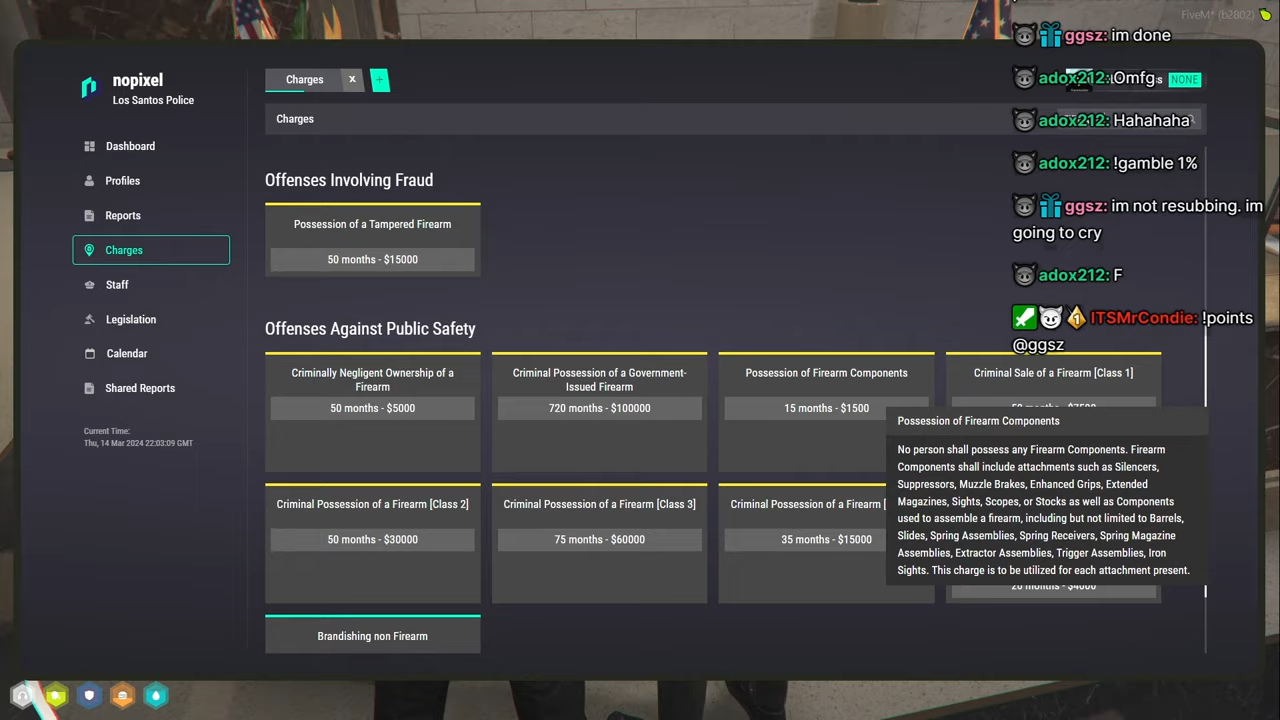 FiveM* (b2802)
nopixel
Los Santos Police
Charges x +
NONE
Charges
Dashboard
Profiles
Reports
Charges
Staff
Legislation
Calendar
Shared Reports
Current Time:
Thu, 14 Mar 2024 22:03:09 GMT
Offenses Involving Fraud
Possession of a Tampered Firearm
50 months - $15000
Offenses Against Public Safety
Criminally Negligent Ownership of a
Firearm
50 months - $5000
Criminal Possession of a Government-
Issued Firearm
720 months - $100000
Possession of Firearm Components
15 months - $1500
Criminal Sale of a Firearm [Class 1]
50 months - $7500
Criminal Possession of a Firearm [Class 2]
50 months - $30000
Criminal Possession of a Firearm [Class 3]
75 months - $60000
Criminal Possession of a Firearm [
35 months - $15000
20 months - $4000
Brandishing non Firearm
Possession of Firearm Components
No person shall possess any Firearm Components. Firearm
Components shall include attachments such as Silencers,
Suppressors, Muzzle Brakes, Enhanced Grips, Extended
Magazines, Sights, Scopes, or Stocks as well as Components
used to assemble a firearm, including but not limited to Barrels,
Slides, Spring Assemblies, Spring Receivers, Spring Magazine
Assemblies, Extractor Assemblies, Trigger Assemblies, Iron
Sights. This charge is to be utilized for each attachment present.
ggsz: im done
adox212: Omfg
adox212: Hahahaha
adox212: !gamble 1%
ggsz: im not resubbing. im
going to cry
adox212: F
ITSMrCondie: !points
@ggsz